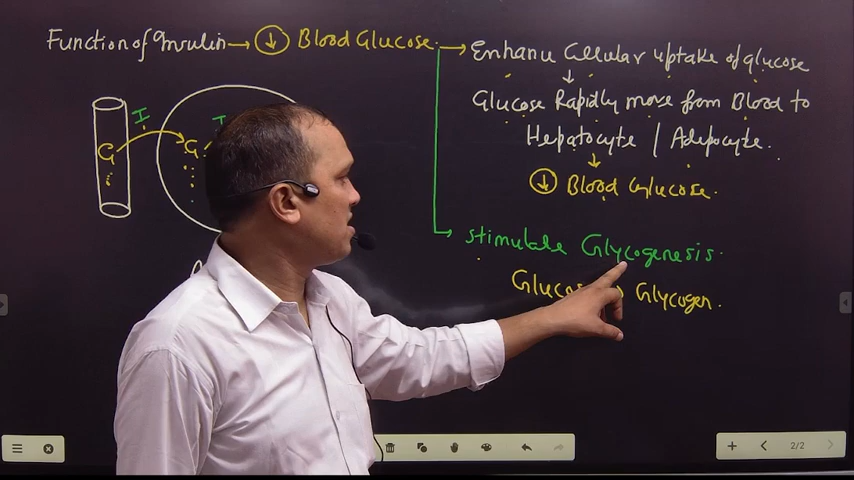 Function of Insulin → ↓ Blood Glucose. → Enhance Cellular uptake of glucose
↓
Glucose Rapidly move from Blood to
Hepatocyte / Adepocyte.
↓
↓ Blood Glucose.
I
G
G
stimulate Glycogenesis.
Glycogen.
2/2